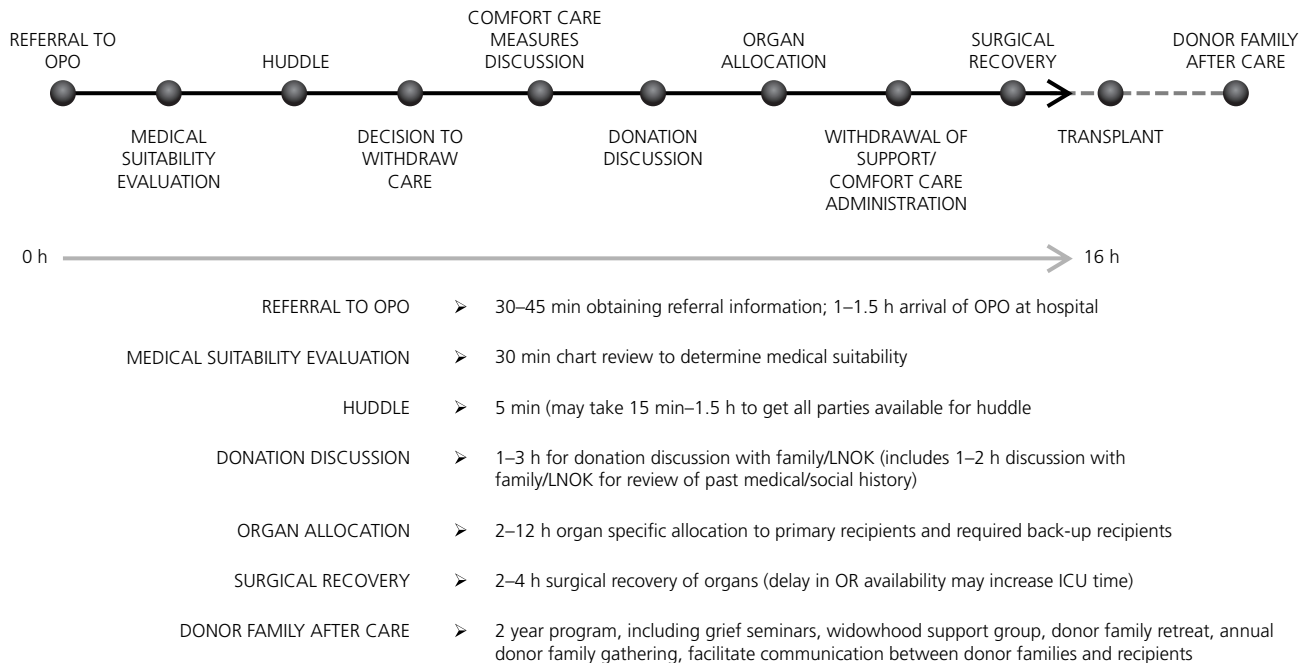 REFERRAL TO
OPO
HUDDLE
COMFORT CARE
MEASURES
DISCUSSION
ORGAN
ALLOCATION
SURGICAL
RECOVERY
DONOR FAMILY
AFTER CARE
MEDICAL
SUITABILITY
EVALUATION
DECISION TO
WITHDRAW
CARE
DONATION
DISCUSSION
WITHDRAWAL OF
SUPPORT/
COMFORT CARE
ADMINISTRATION
TRANSPLANT
0 h
16 h
REFERRAL TO OPO ➢ 30–45 min obtaining referral information; 1–1.5 h arrival of OPO at hospital
MEDICAL SUITABILITY EVALUATION ➢ 30 min chart review to determine medical suitability
HUDDLE ➢ 5 min (may take 15 min–1.5 h to get all parties available for huddle
DONATION DISCUSSION ➢ 1–3 h for donation discussion with family/LNOK (includes 1–2 h discussion with
family/LNOK for review of past medical/social history)
ORGAN ALLOCATION ➢ 2–12 h organ specific allocation to primary recipients and required back-up recipients
SURGICAL RECOVERY ➢ 2–4 h surgical recovery of organs (delay in OR availability may increase ICU time)
DONOR FAMILY AFTER CARE ➢ 2 year program, including grief seminars, widowhood support group, donor family retreat, annual
donor family gathering, facilitate communication between donor families and recipients